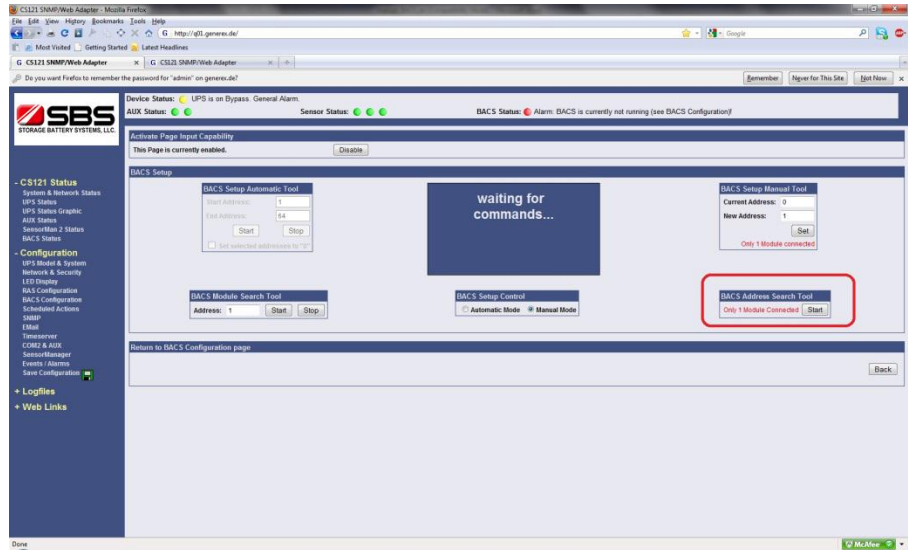 CS121 SNMP/Web Adapter - Mozilla Firefox
File Edit View History Bookmarks Tools Help
G http://q01.generex.de/
Google
Most Visited Getting Started Latest Headlines
G CS121 SNMP/Web Adapter × G CS121 SNMP/Web Adapter ×
Do you want Firefox to remember the password for "admin" on generex.de?
Remember Never for This Site Not Now ×
SBS
STORAGE BATTERY SYSTEMS, LLC.
Device Status: UPS is on Bypass. General Alarm.
AUX Status: Sensor Status: BACS Status: Alarm: BACS is currently not running (see BACS Configuration)!
Activate Page Input Capability
This Page is currently enabled. Disable
- CS121 Status
System & Network Status
UPS Status
UPS Status Graphic
AUX Status
SensorMan 2 Status
BACS Status
- Configuration
UPS Model & System
Network & Security
LED Display
RAS Configuration
BACS Configuration
Scheduled Actions
SNMP
EMail
Timeserver
COM2 & AUX
SensorManager
Events / Alarms
Save Configuration
+ Logfiles
+ Web Links
BACS Setup
BACS Setup Automatic Tool
Start Address: 1
End Address: 64
Start Stop
Set selected addresses to "0"
waiting for
commands...
BACS Setup Manual Tool
Current Address: 0
New Address: 1
Set
Only 1 Module connected
BACS Module Search Tool
Address: 1 Start Stop
BACS Setup Control
Automatic Mode Manual Mode
BACS Address Search Tool
Only 1 Module Connected Start
Return to BACS Configuration page
Back
Done
McAfee